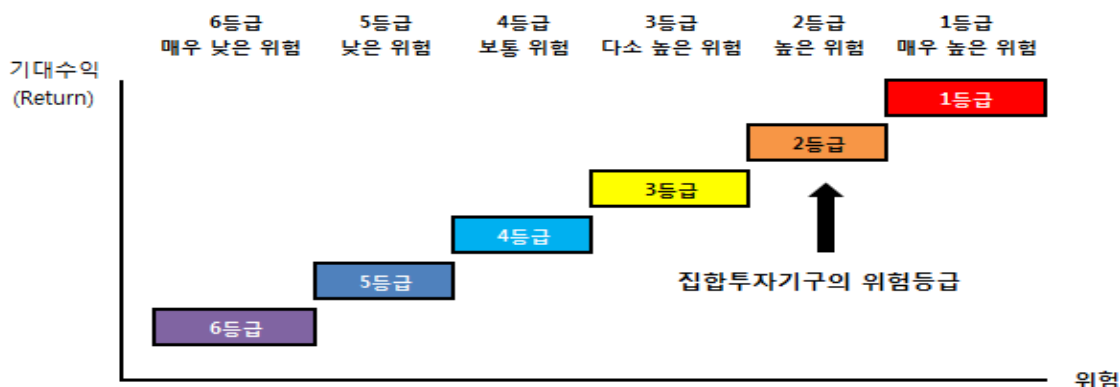 6등급 5등급 4등급 3등급 2등급 1등급
매우 낮은 위험 낮은 위험 보통 위험 다소 높은 위험 높은 위험 매우 높은 위험
기대수익
(Return)
1등급
2등급
3등급
4등급
집합투자기구의 위험등급
5등급
6등급
위험